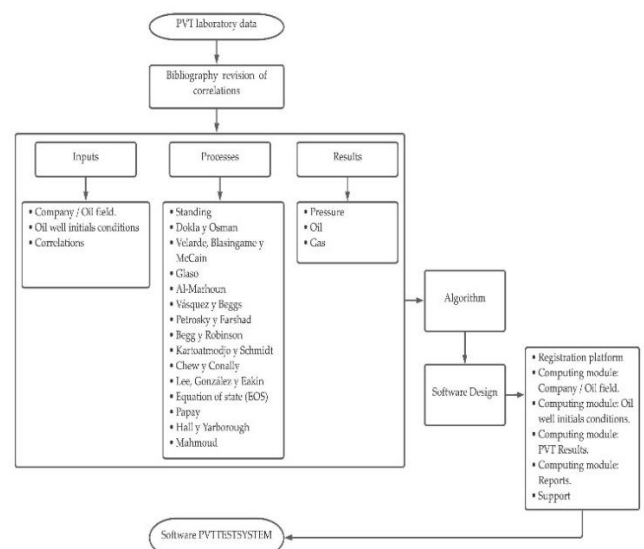 PVT laboratory data
Bibliography revision of
correlations
Inputs
Processes
Results
▪ Company / Oil field.
▪ Oil well initials conditions
▪ Correlations
▪ Standing
▪ Dokla y Osman
▪ Velarde, Blasingame y
McCain
▪ Glaso
▪ Al-Marhoun
▪ Vásquez y Beggs
▪ Petrosky y Farshad
▪ Begg y Robinson
▪ Kartoatmodjo y Schmidt
▪ Chew y Conally
▪ Lee, González y Eakin
▪ Equation of state (EOS)
▪ Papay
▪ Hall y Yarborough
▪ Mahmoud
▪ Pressure
▪ Oil
▪ Gas
Algorithm
Software Design
▪ Registration platform
▪ Computing module:
Company / Oil field.
▪ Computing module: Oil
well initials conditions.
▪ Computing module:
PVT Results.
▪ Computing module:
Reports.
▪ Support
Software PVTTESTSYSTEM